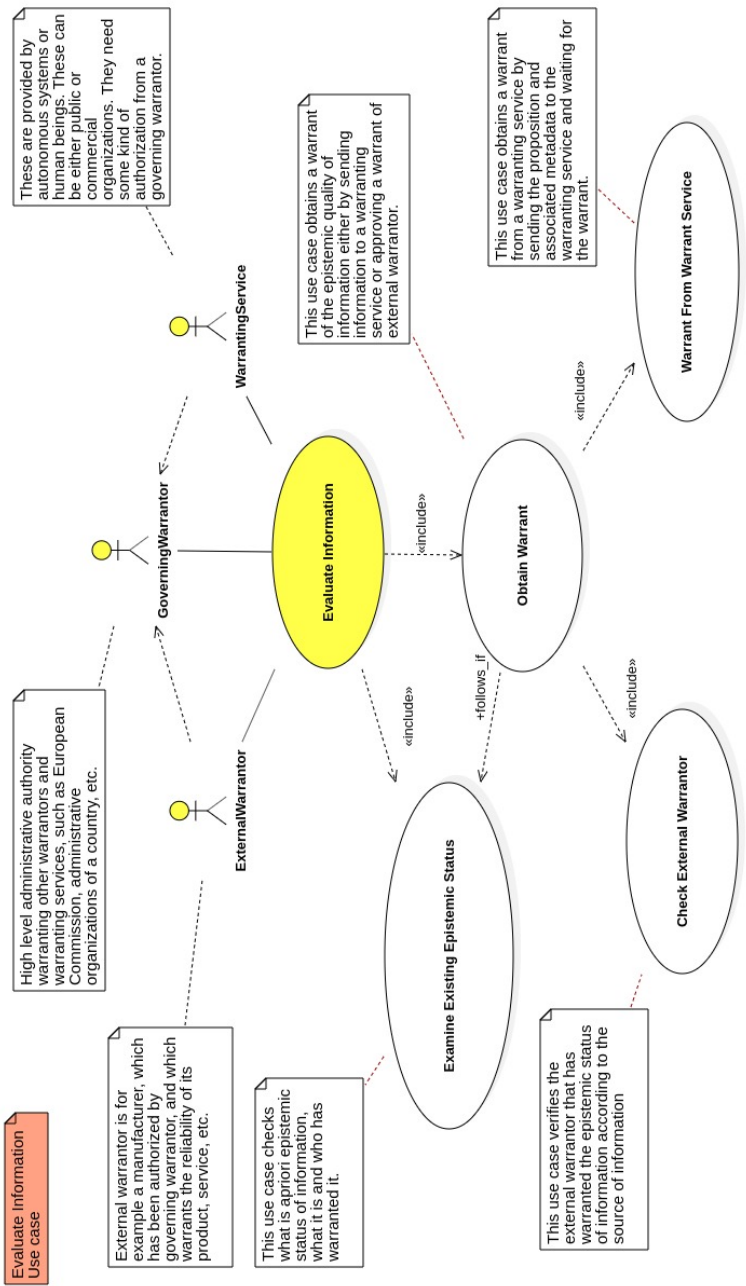 Evaluate Information
Use case
External warrantor is for
example a manufacturer, which
has been authorized by
governing warrantor, and which
warrants the reliability of its
product, service, etc.
High level administrative authority
warranting other warrantors and
warranting services, such as European
Commission, administrative
organizations of a country, etc.
These are provided by
autonomous systems or
human beings. These can
be either public or
commercial
organizations. They need
some kind of
authorization from a
governing warrantor.
GoverningWarrantor
ExternalWarrantor
WarrantingService
This use case checks
what is apriori epistemic
status of information,
what it is and who has
warranted it.
Evaluate Information
This use case obtains a warrant
of the epistemic quality of
information either by sending
information to a warranting
service or approving a warrant of
external warrantor.
«include»
«include»
Examine Existing Epistemic Status
+follows_if
Obtain Warrant
This use case obtains a warrant
from a warranting service by
sending the proposition and
associated metadata to the
warranting service and waiting for
the warrant.
«include»
«include»
This use case verifies the
external warrantor that has
warranted the epistemic status
of information according to the
source of information
Check External Warrantor
Warrant From Warrant Service